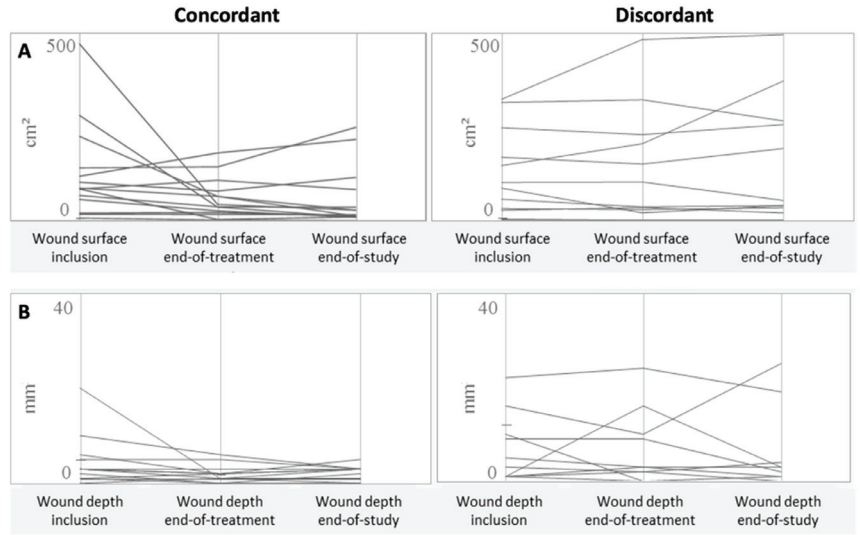 Concordant Discordant
A
500 500
cm² cm²
0 0
Wound surface Wound surface Wound surface Wound surface Wound surface Wound surface
inclusion end-of-treatment end-of-study inclusion end-of-treatment end-of-study
B
40 40
mm mm
0 0
Wound depth Wound depth Wound depth Wound depth Wound depth Wound depth
inclusion end-of-treatment end-of-study inclusion end-of-treatment end-of-study